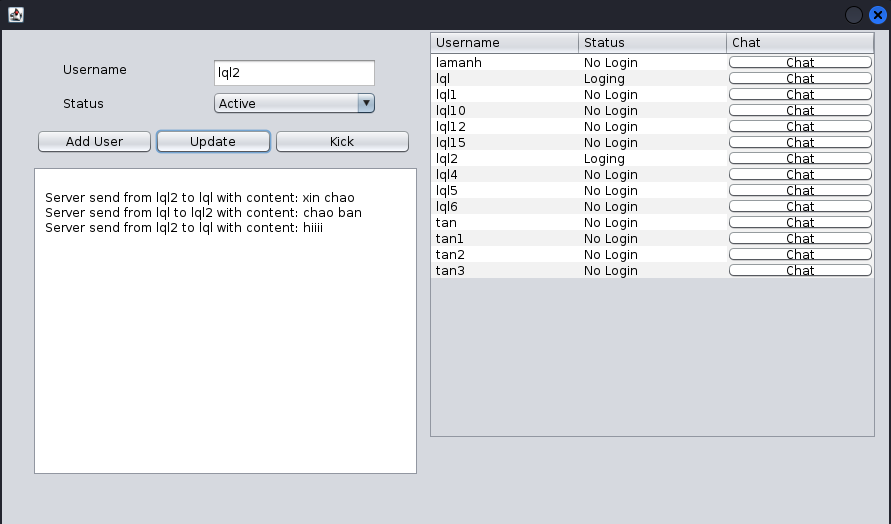 Username
lql2
Status
Active
Add User Update Kick
Server send from lql2 to lql with content: xin chao
Server send from lql to lql2 with content: chao ban
Server send from lql2 to lql with content: hiiii
Username Status Chat
lamanh No Login Chat
lql Loging Chat
lql1 No Login Chat
lql10 No Login Chat
lql12 No Login Chat
lql15 No Login Chat
lql2 Loging Chat
lql4 No Login Chat
lql5 No Login Chat
lql6 No Login Chat
tan No Login Chat
tan1 No Login Chat
tan2 No Login Chat
tan3 No Login Chat